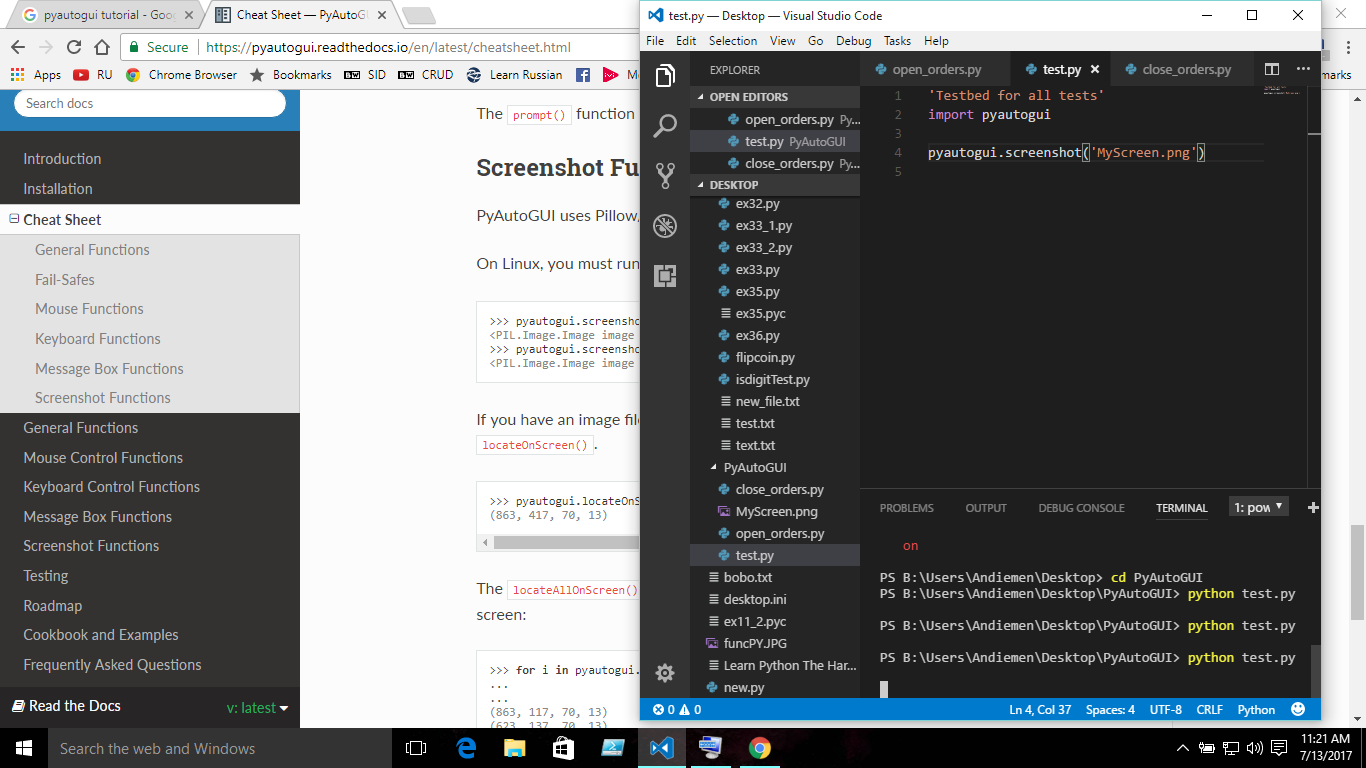 pyautogui tutorial - Goo
Cheat Sheet — PyAutoG
Secure
https://pyautogui.readthedocs.io/en/latest/cheatsheet.html
Apps
RU
Chrome Browser
Bookmarks
SID
CRUD
Learn Russian
marks
Search docs
Introduction
Installation
Cheat Sheet
General Functions
Fail-Safes
Mouse Functions
Keyboard Functions
Message Box Functions
Screenshot Functions
General Functions
Mouse Control Functions
Keyboard Control Functions
Message Box Functions
Screenshot Functions
Testing
Roadmap
Cookbook and Examples
Frequently Asked Questions
Read the Docs
v: latest
The prompt() function
Screenshot Fu
PyAutoGUI uses Pillow,
On Linux, you must run
>>> pyautogui.screensho
<PIL.Image.Image image
>>> pyautogui.screensho
<PIL.Image.Image image
If you have an image file
locateOnScreen() .
>>> pyautogui.locateOnS
(863, 417, 70, 13)
The locateAllOnScreen()
screen:
>>> for i in pyautogui.
...
...
(863, 117, 70, 13)
(623, 137, 70, 13)
test.py — Desktop — Visual Studio Code
File Edit Selection View Go Debug Tasks Help
EXPLORER
OPEN EDITORS
open_orders.py Py...
test.py PyAutoGUI
close_orders.py Py...
DESKTOP
ex32.py
ex33_1.py
ex33_2.py
ex33.py
ex35.py
ex35.pyc
ex36.py
flipcoin.py
isdigitTest.py
new_file.txt
test.txt
text.txt
PyAutoGUI
close_orders.py
MyScreen.png
open_orders.py
test.py
bobo.txt
desktop.ini
ex11_2.pyc
funcPY.JPG
Learn Python The Har...
new.py
open_orders.py
test.py
close_orders.py
1 'Testbed for all tests'
2 import pyautogui
3
4 pyautogui.screenshot('MyScreen.png')
5
PROBLEMS OUTPUT DEBUG CONSOLE TERMINAL 1: pow
on
PS B:\Users\Andiemen\Desktop> cd PyAutoGUI
PS B:\Users\Andiemen\Desktop\PyAutoGUI> python test.py
PS B:\Users\Andiemen\Desktop\PyAutoGUI> python test.py
PS B:\Users\Andiemen\Desktop\PyAutoGUI> python test.py
0 0
Ln 4, Col 37 Spaces: 4 UTF-8 CRLF Python
Search the web and Windows
11:21 AM
7/13/2017